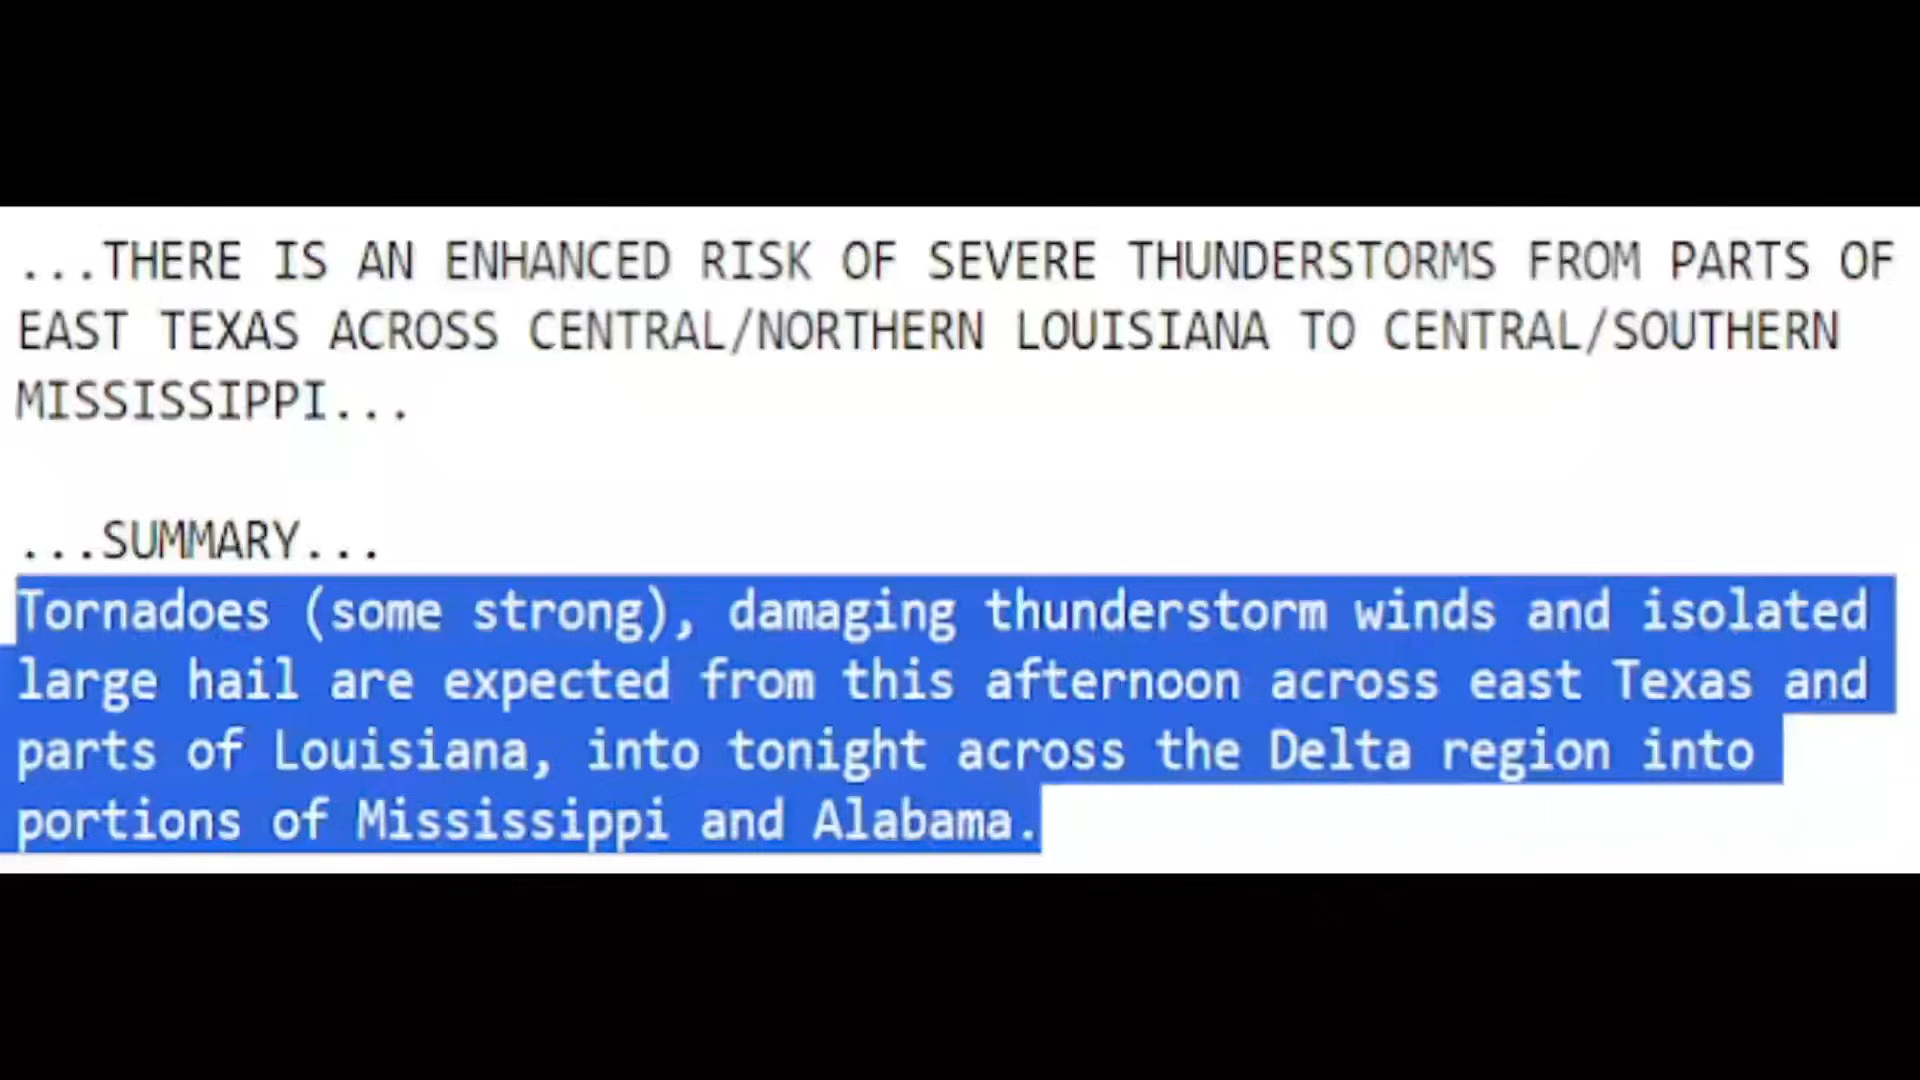 ...THERE IS AN ENHANCED RISK OF SEVERE THUNDERSTORMS FROM PARTS OF
EAST TEXAS ACROSS CENTRAL/NORTHERN LOUISIANA TO CENTRAL/SOUTHERN
MISSISSIPPI...
...SUMMARY...
Tornadoes (some strong), damaging thunderstorm winds and isolated
large hail are expected from this afternoon across east Texas and
parts of Louisiana, into tonight across the Delta region into
portions of Mississippi and Alabama.